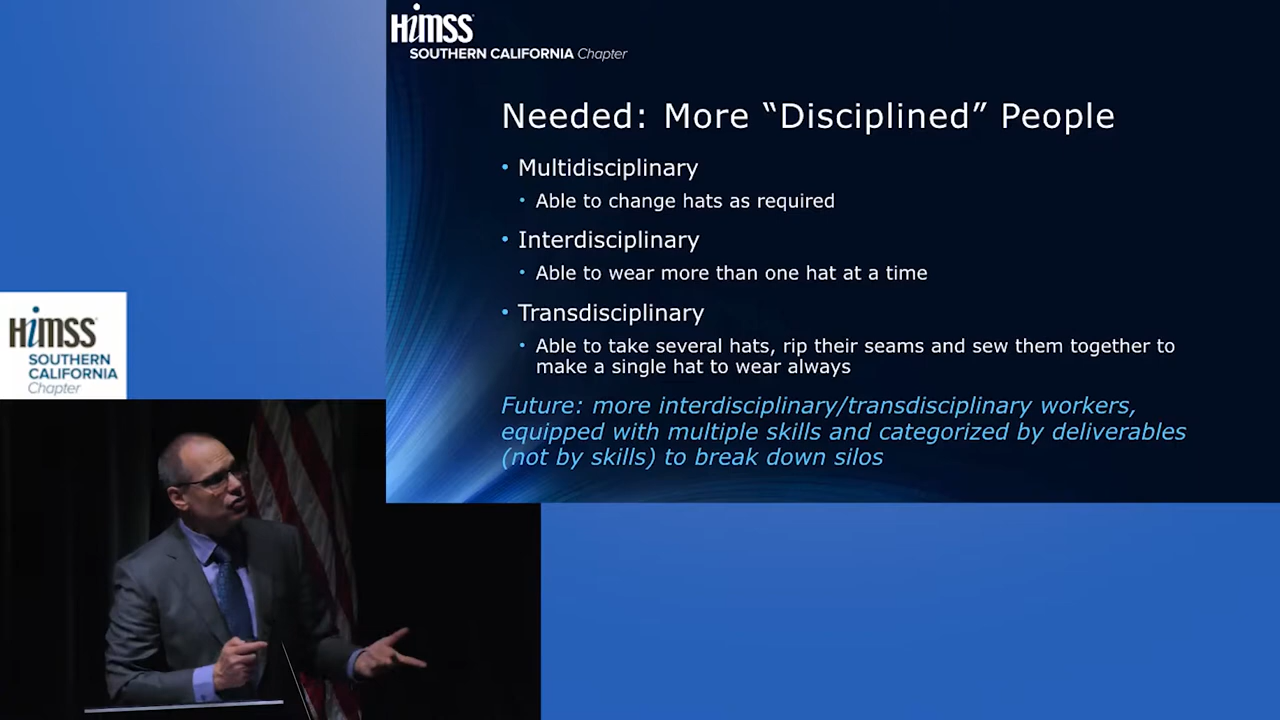 HiMSS
SOUTHERN CALIFORNIA Chapter
Needed: More “Disciplined” People
• Multidisciplinary
• Able to change hats as required
• Interdisciplinary
• Able to wear more than one hat at a time
• Transdisciplinary
• Able to take several hats, rip their seams and sew them together to
make a single hat to wear always
Future: more interdisciplinary/transdisciplinary workers,
equipped with multiple skills and categorized by deliverables
(not by skills) to break down silos
HiMSS
SOUTHERN
CALIFORNIA
Chapter